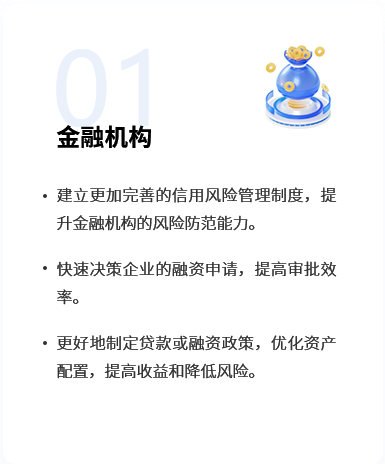 01
金融机构
• 建立更加完善的信用风险管理制度，提
升金融机构的风险防范能力。
• 快速决策企业的融资申请，提高审批效
率。
• 更好地制定贷款或融资政策，优化资产
配置，提高收益和降低风险。